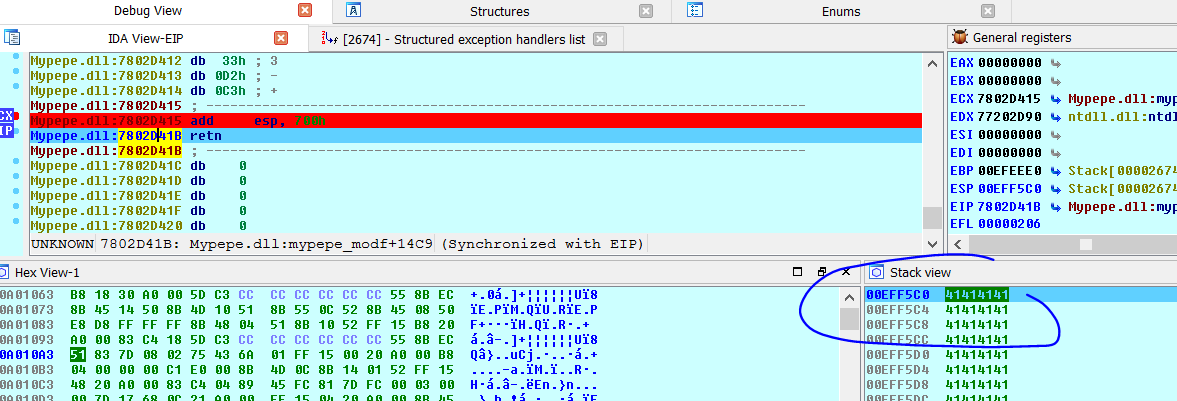 Debug View Structures Enums
IDA View-EIP [2674] - Structured exception handlers list General registers
Mypepe.dll:7802D412 db 33h ; 3
Mypepe.dll:7802D413 db 0D2h ; -
Mypepe.dll:7802D414 db 0C3h ; +
Mypepe.dll:7802D415 ; ---------------------------------------------------------------------------
Mypepe.dll:7802D415 add esp, 700h
Mypepe.dll:7802D41B retn
Mypepe.dll:7802D41B ; ---------------------------------------------------------------------------
Mypepe.dll:7802D41C db 0
Mypepe.dll:7802D41D db 0
Mypepe.dll:7802D41E db 0
Mypepe.dll:7802D41F db 0
Mypepe.dll:7802D420 db 0
UNKNOWN 7802D41B: Mypepe.dll:mypepe_modf+14C9 (Synchronized with EIP)
CX
IP
EAX 00000000
EBX 00000000
ECX 7802D415 Mypepe.dll:myp
EDX 77202D90 ntdll.dll:ntd
ESI 00000000
EDI 00000000
EBP 00EFEEE0 Stack[00002674
ESP 00EFF5C0 Stack[00002674
EIP 7802D41B Mypepe.dll:myp
EFL 00000206
Hex View-1
0A01063 B8 18 30 A0 00 5D C3 CC CC CC CC CC CC 55 8B EC
0A01073 8B 45 14 50 8B 4D 10 51 8B 55 0C 52 8B 45 08 50
0A01083 E8 D8 FF FF FF 8B 48 04 51 8B 10 52 FF 15 B8 20
0A01093 A0 00 83 C4 18 5D C3 CC CC CC CC CC CC 55 8B EC
0A010A3 51 83 7D 08 02 75 43 6A 01 FF 15 00 20 A0 00 B8
0A010B3 04 00 00 00 C1 E0 00 8B 4D 0C 8B 14 01 52 FF 15
0A010C3 48 20 A0 00 83 C4 04 89 45 FC 81 7D FC 00 03 00
Stack view
00EFF5C0 41414141
00EFF5C4 41414141
00EFF5C8 41414141
00EFF5CC 41414141
00EFF5D0 41414141
00EFF5D4 41414141
00EFF5D8 41414141